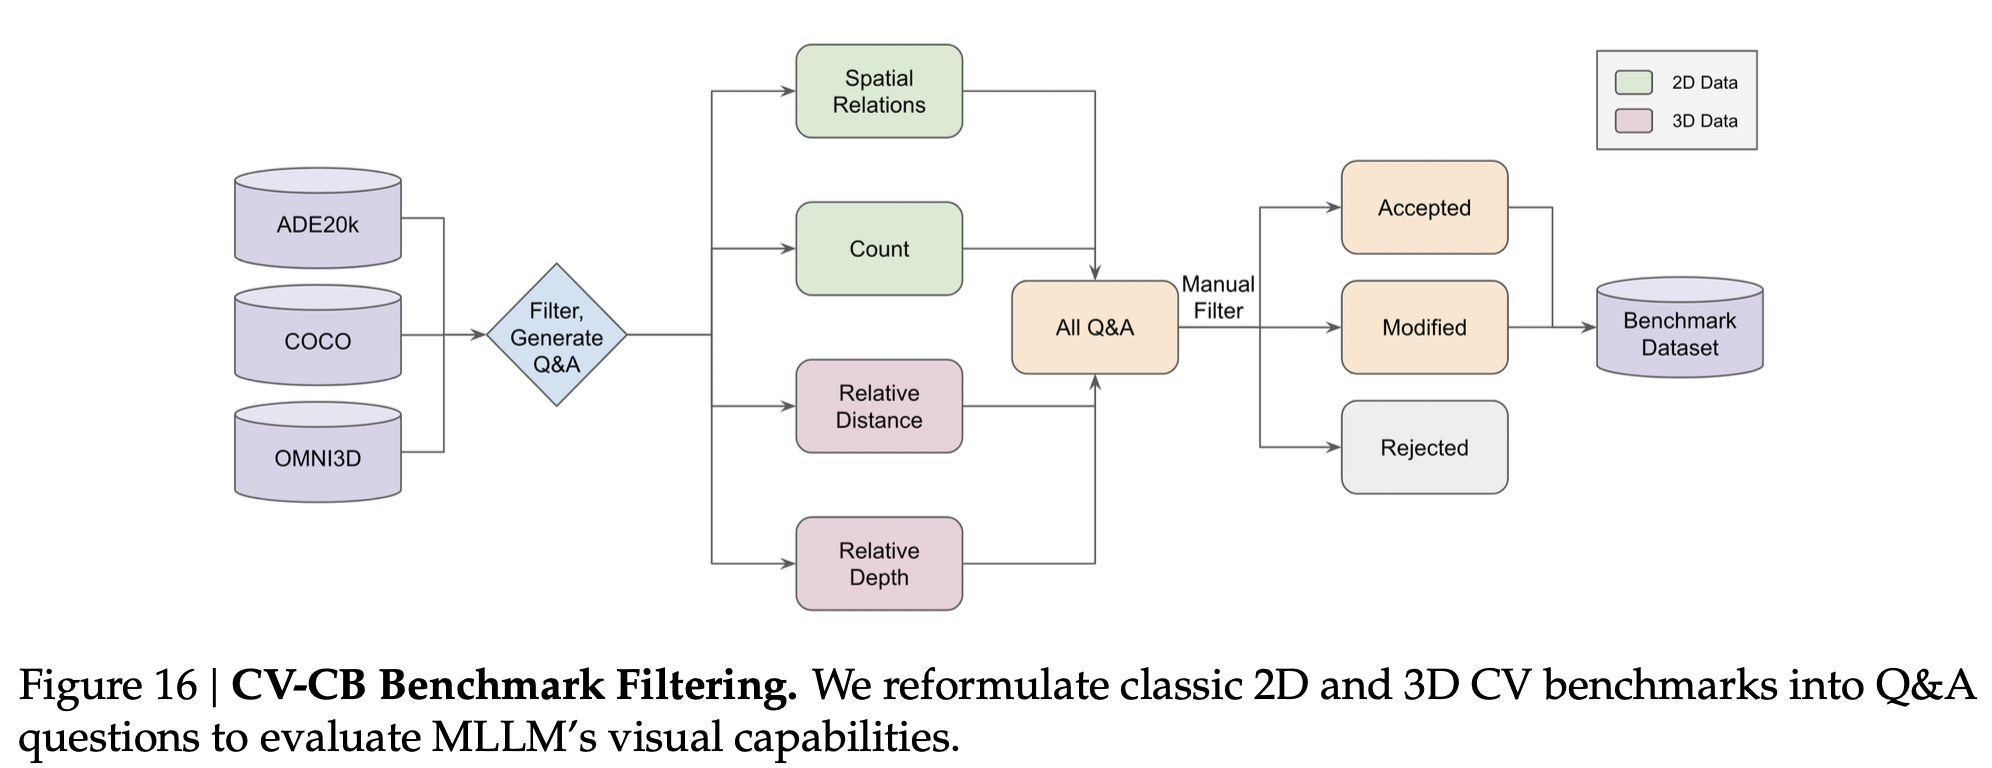 ADE20k
COCO
OMNI3D
Filter,
Generate
Q&A
Spatial
Relations
Count
Relative
Distance
Relative
Depth
All Q&A
Manual
Filter
Accepted
Modified
Rejected
Benchmark
Dataset
2D Data
3D Data
Figure 16 | CV-CB Benchmark Filtering. We reformulate classic 2D and 3D CV benchmarks into Q&A
questions to evaluate MLLM’s visual capabilities.